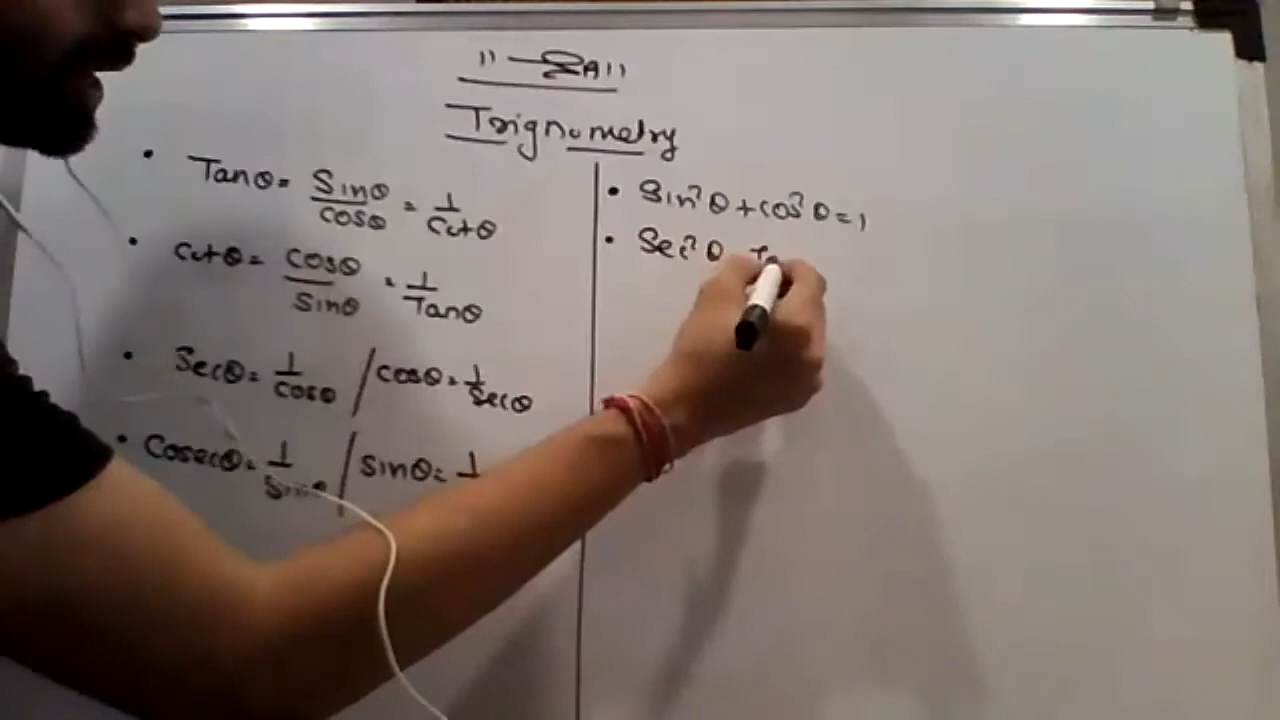 Trignometry
• Tanθ = Sinθ/cosθ = 1/Cotθ
• Cotθ = Cosθ/Sinθ = 1/Tanθ
• Secθ = 1/Cosθ / Cosθ = 1/Secθ
• Cosecθ = 1/Sinθ / Sinθ = 1
• Sin²θ + Cos²θ = 1
• Sec²θ